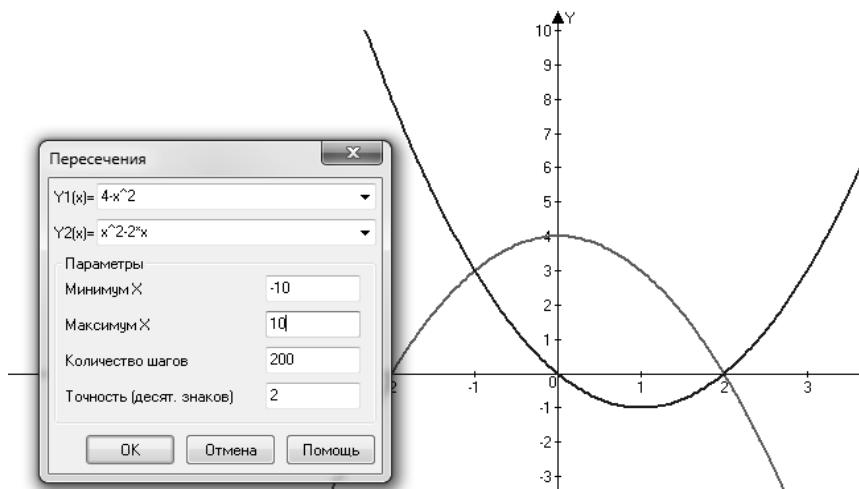 Пересечения
Y1(x)= 4-x^2
Y2(x)= x^2-2*x
Параметры
Минимум X -10
Максимум X 10
Количество шагов 200
Точность (десят. знаков) 2
OK Отмена Помощь
Y
10
9
8
7
6
5
4
3
2
1
0
-1
-2
-3
2 -1 1 2 3